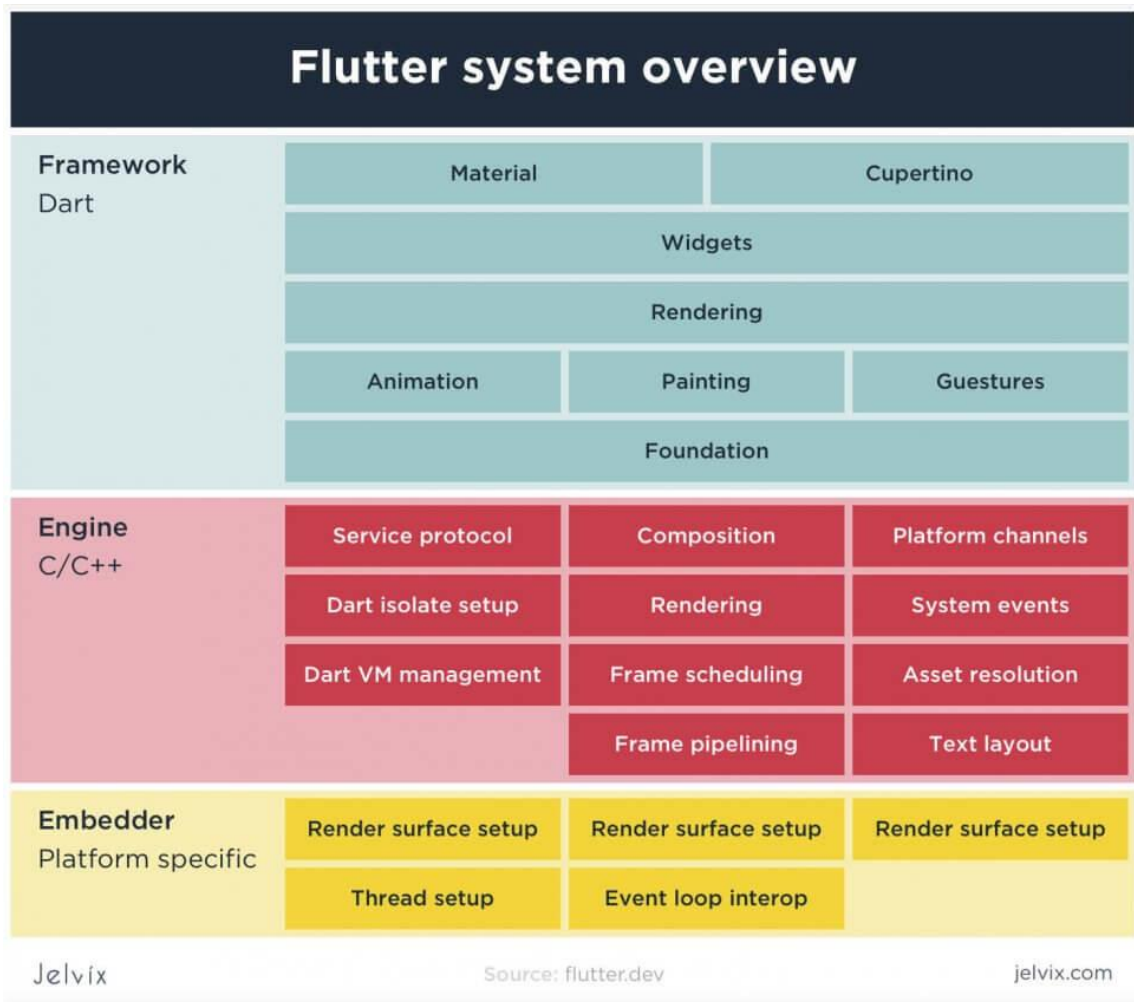 Flutter system overview
Framework
Dart
Material
Cupertino
Widgets
Rendering
Animation
Painting
Guestures
Foundation
Engine
C/C++
Service protocol
Composition
Platform channels
Dart isolate setup
Rendering
System events
Dart VM management
Frame scheduling
Asset resolution
Frame pipelining
Text layout
Embedder
Platform specific
Render surface setup
Render surface setup
Render surface setup
Thread setup
Event loop interop
Jelvix
Source: flutter.dev
jelvix.com